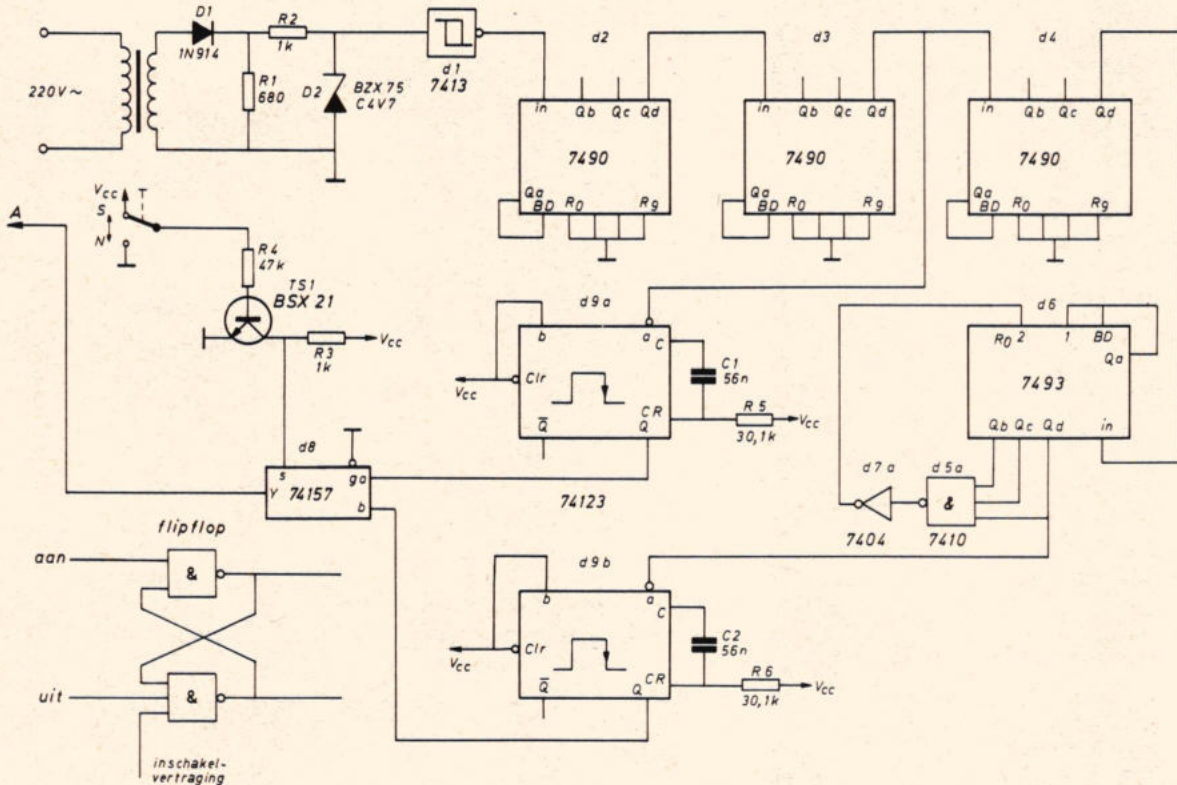 220V~
D1
1N914
R2
1k
R1
680
D2
BZX 75
C4V7
d1
7413
d2
in
Qb
Qc
Qd
7490
Qa
BD
R0
R9
d3
in
Qb
Qc
Qd
7490
Qa
BD
R0
R9
d4
in
Qb
Qc
Qd
7490
Qa
BD
R0
R9
Vcc
T
S
N
A
R4
47k
TS1
BSX 21
R3
1k
Vcc
d9a
b
a
C
Clr
Vcc
Q̅
CR
Q
C1
56n
R5
30,1k
Vcc
d6
R0 2
1
BD
Qa
7493
Qb
Qc
Qd
in
d7a
7404
d5a
&
7410
d8
s
ga
Y
74157
b
74123
d9b
b
a
C
Clr
Vcc
Q̅
CR
Q
C2
56n
R6
30,1k
Vcc
flipflop
aan
&
uit
&
inschakel-
vertraging